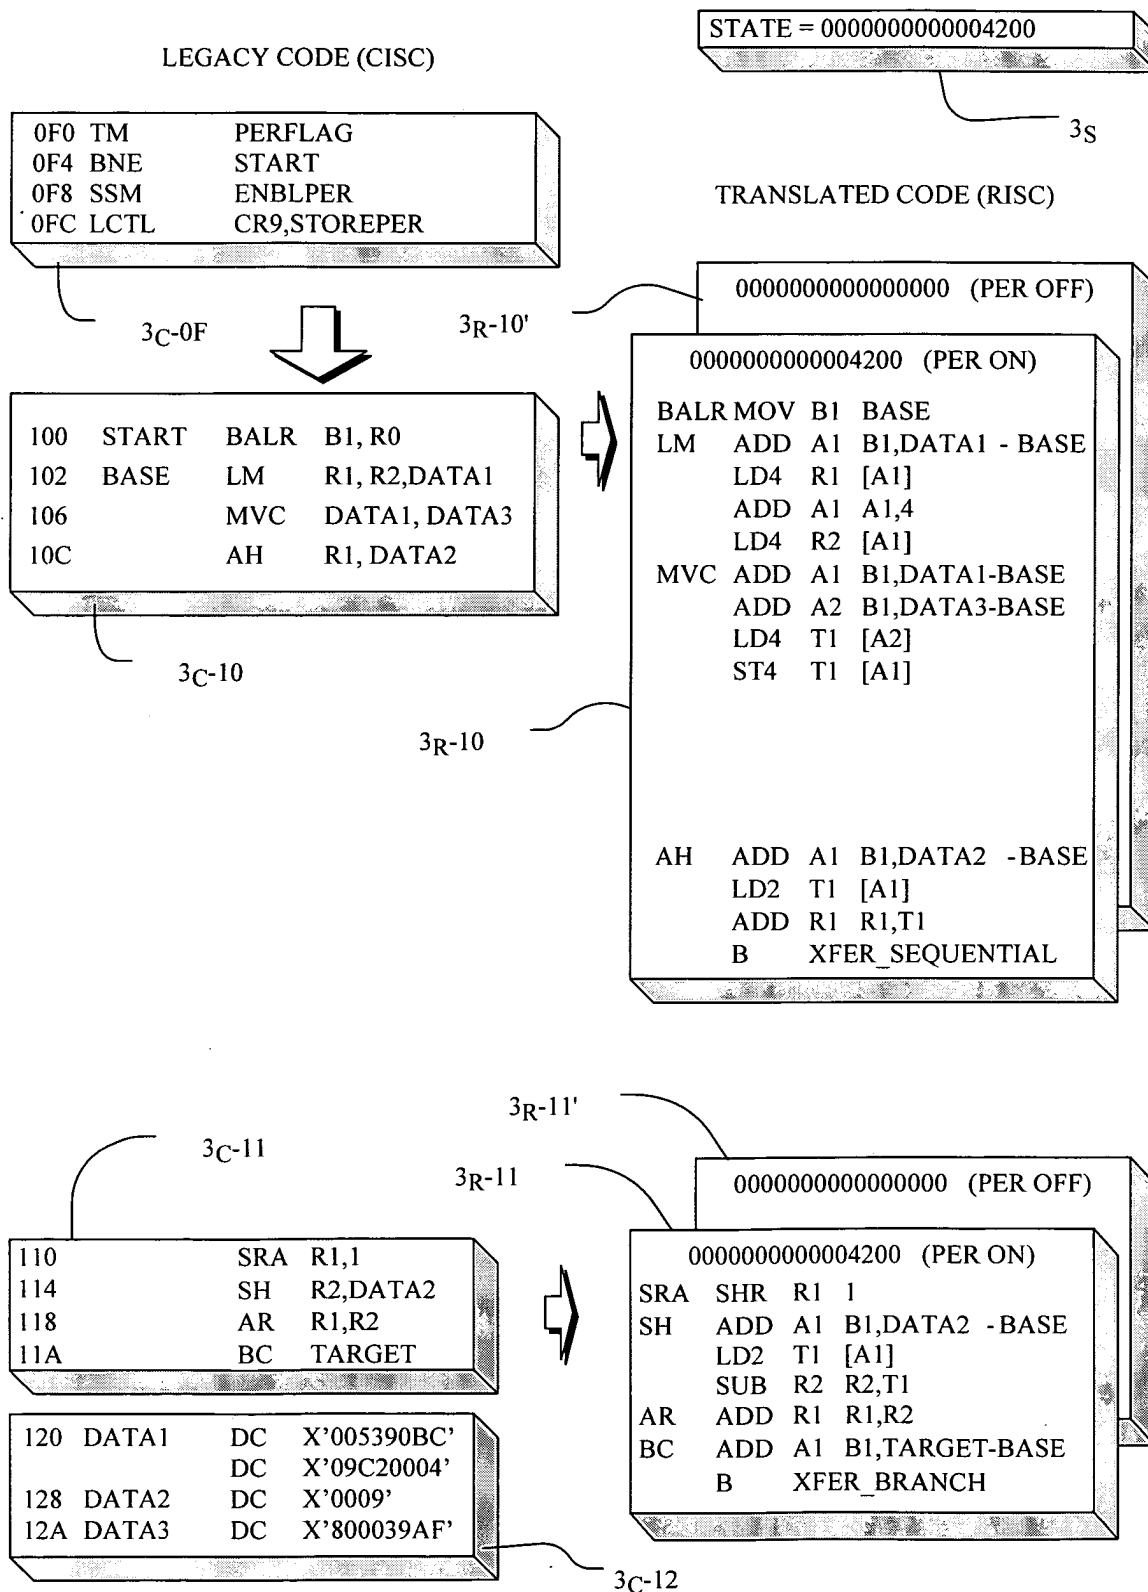 STATE = 0000000000004200
3S
LEGACY CODE (CISC)
0F0 TM PERFLAG
0F4 BNE START
0F8 SSM ENBLPER
0FC LCTL CR9,STOREPER
3C-0F
TRANSLATED CODE (RISC)
3R-10'
0000000000000000 (PER OFF)
0000000000004200 (PER ON)
BALR MOV B1 BASE
LM ADD A1 B1,DATA1 - BASE
LD4 R1 [A1]
ADD A1 A1,4
LD4 R2 [A1]
MVC ADD A1 B1,DATA1-BASE
ADD A2 B1,DATA3-BASE
LD4 T1 [A2]
ST4 T1 [A1]
AH ADD A1 B1,DATA2 -BASE
LD2 T1 [A1]
ADD R1 R1,T1
B XFER_SEQUENTIAL
3R-10
100 START BALR B1, R0
102 BASE LM R1, R2,DATA1
106 MVC DATA1, DATA3
10C AH R1, DATA2
3C-10
3C-11
110 SRA R1,1
114 SH R2,DATA2
118 AR R1,R2
11A BC TARGET
3R-11'
0000000000000000 (PER OFF)
3R-11
0000000000004200 (PER ON)
SRA SHR R1 1
SH ADD A1 B1,DATA2 -BASE
LD2 T1 [A1]
SUB R2 R2,T1
AR ADD R1 R1,R2
BC ADD A1 B1,TARGET-BASE
B XFER_BRANCH
120 DATA1 DC X’005390BC’
DC X’09C20004’
128 DATA2 DC X’0009’
12A DATA3 DC X’800039AF’
3C-12